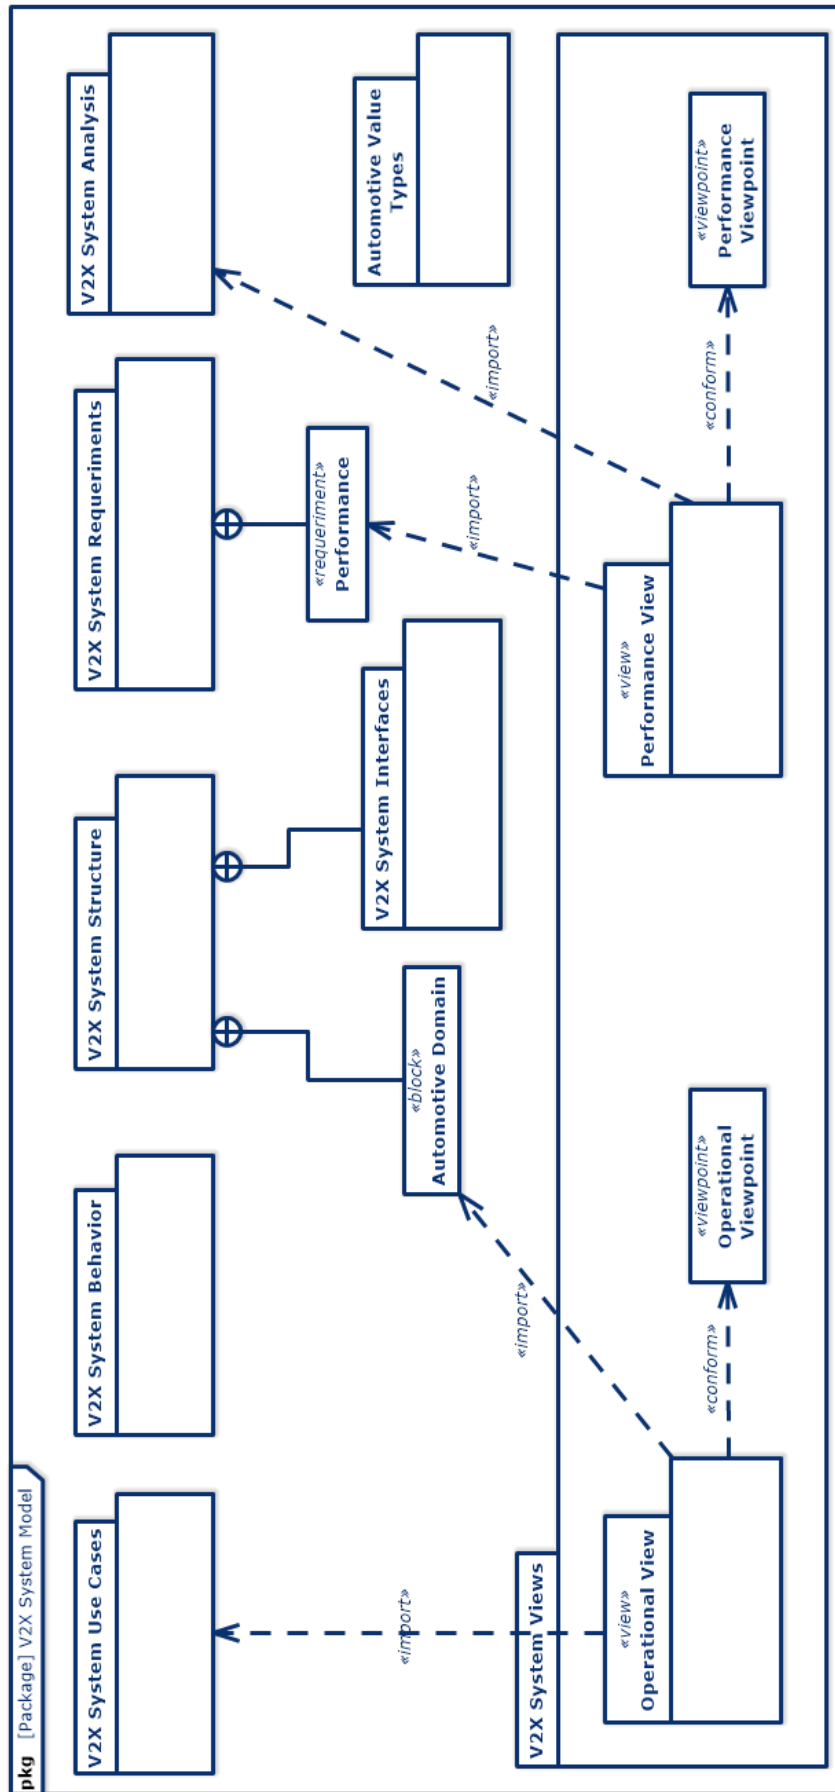 pkg [Package] V2X System Model
V2X System Use Cases
V2X System Behavior
V2X System Structure
V2X System Requeriments
V2X System Analysis
«block»
Automotive Domain
V2X System Interfaces
«requeriment»
Performance
Automotive Value
Types
«import»
«import»
«import»
«import»
V2X System Views
«view»
Operational View
«conform»
«viewpoint»
Operational
Viewpoint
«view»
Performance View
«conform»
«viewpoint»
Performance
Viewpoint